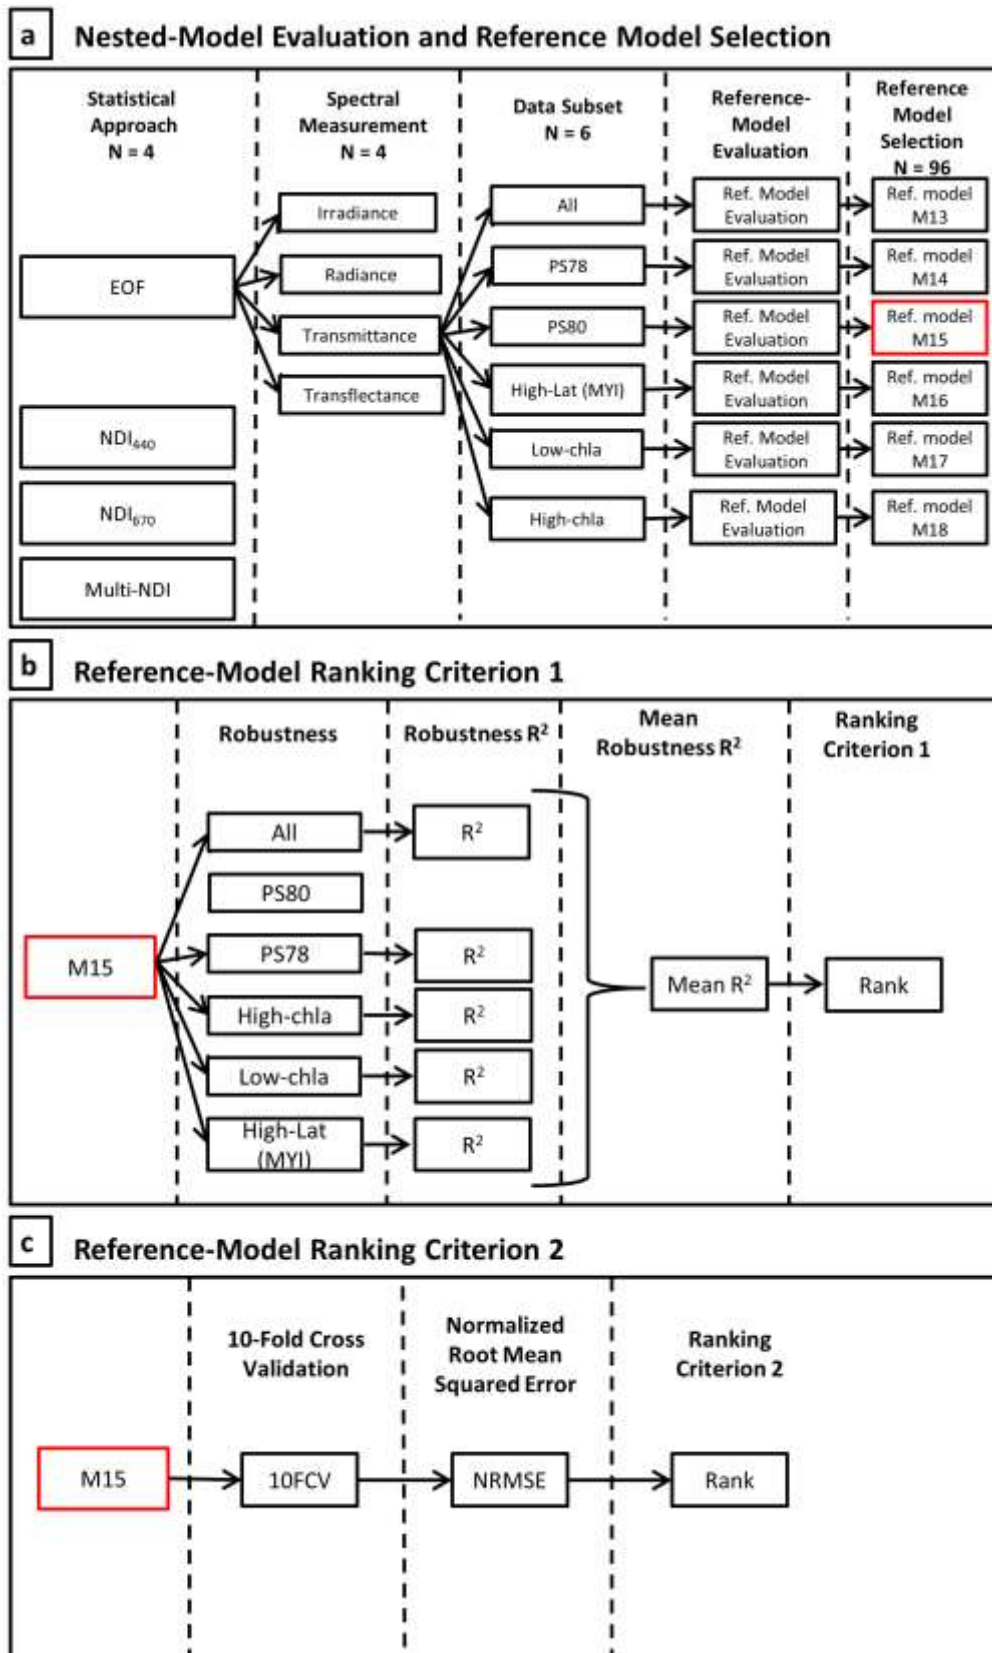 a
Nested-Model Evaluation and Reference Model Selection
Statistical
Approach
N = 4
Spectral
Measurement
N = 4
Data Subset
N = 6
Reference-
Model
Evaluation
Reference
Model
Selection
N = 96
EOF
NDI₄₄₀
NDI₆₇₀
Multi-NDI
Irradiance
Radiance
Transmittance
Transflectance
All
PS78
PS80
High-Lat (MYI)
Low-chla
High-chla
Ref. Model
Evaluation
Ref. Model
Evaluation
Ref. Model
Evaluation
Ref. Model
Evaluation
Ref. Model
Evaluation
Ref. Model
Evaluation
Ref. model
M13
Ref. model
M14
Ref. model
M15
Ref. model
M16
Ref. model
M17
Ref. model
M18
b
Reference-Model Ranking Criterion 1
Robustness
Robustness R²
Mean
Robustness R²
Ranking
Criterion 1
M15
All
PS80
PS78
High-chla
Low-chla
High-Lat
(MYI)
R²
R²
R²
R²
R²
Mean R²
Rank
c
Reference-Model Ranking Criterion 2
10-Fold Cross
Validation
Normalized
Root Mean
Squared Error
Ranking
Criterion 2
M15
10FCV
NRMSE
Rank